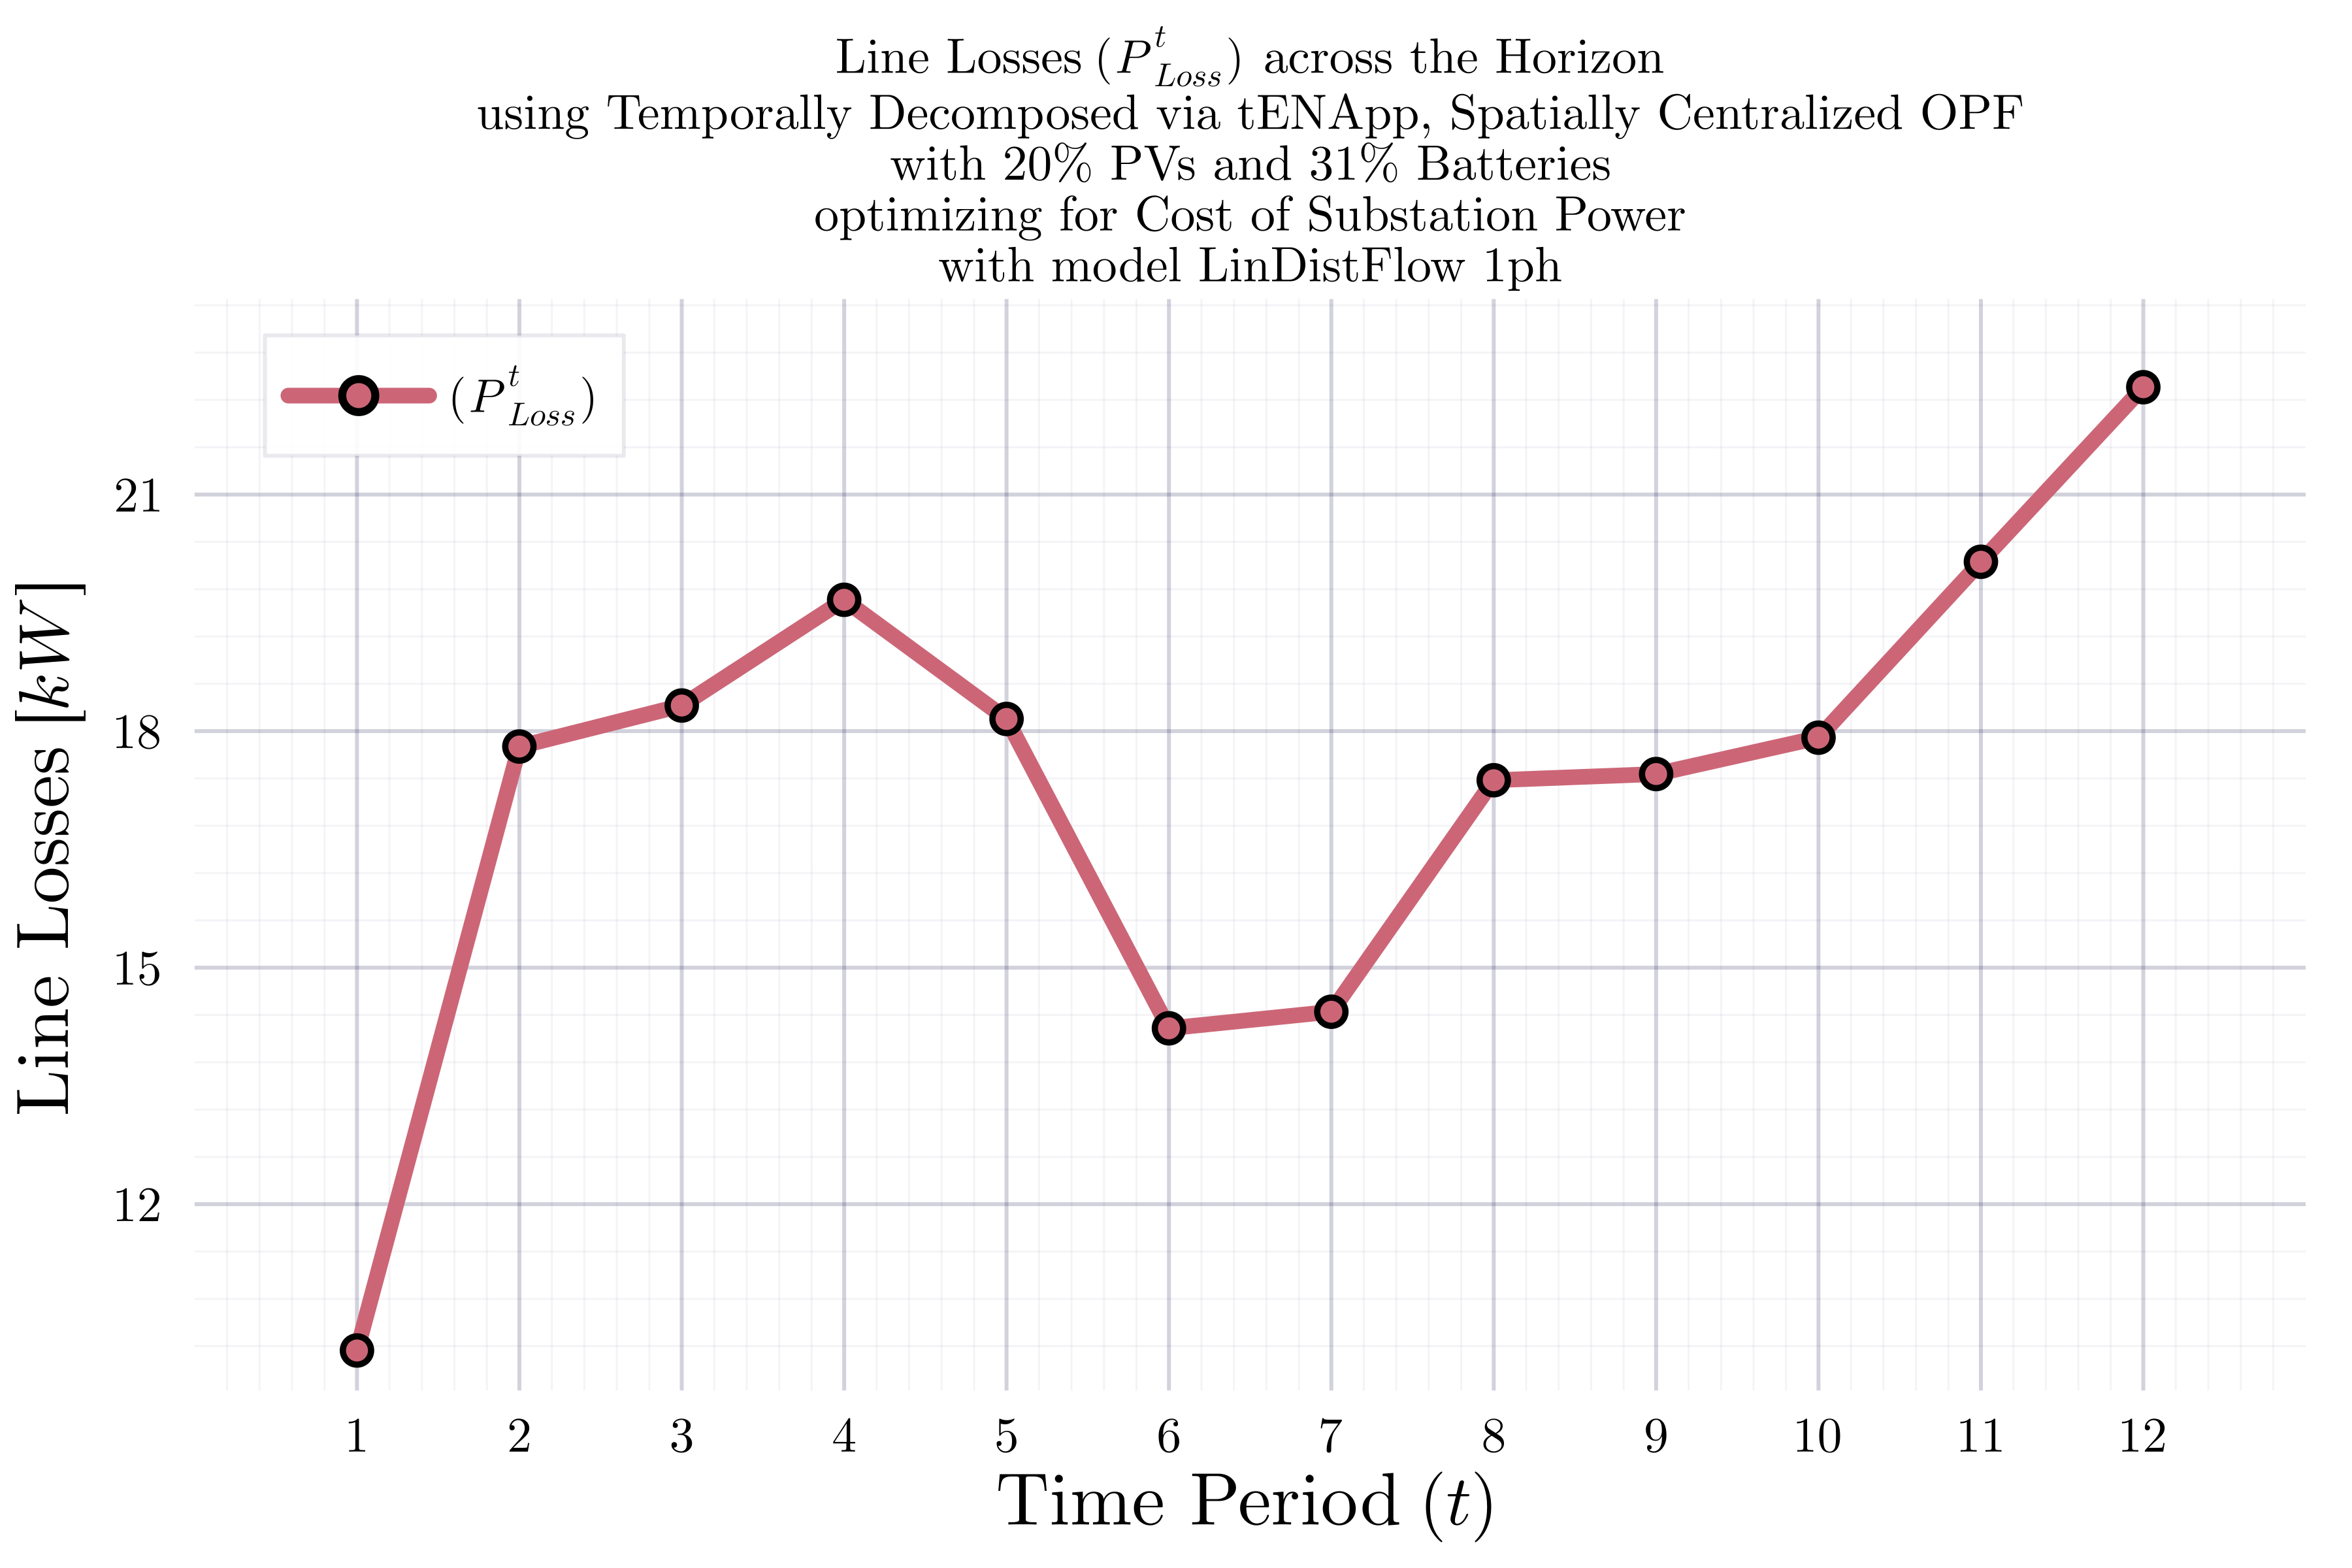 Line Losses (P^t_Loss) across the Horizon
using Temporally Decomposed via tENApp, Spatially Centralized OPF
with 20% PVs and 31% Batteries
optimizing for Cost of Substation Power
with model LinDistFlow 1ph
(P^t_Loss)
Line Losses [kW]
21
18
15
12
1 2 3 4 5 6 7 8 9 10 11 12
Time Period (t)